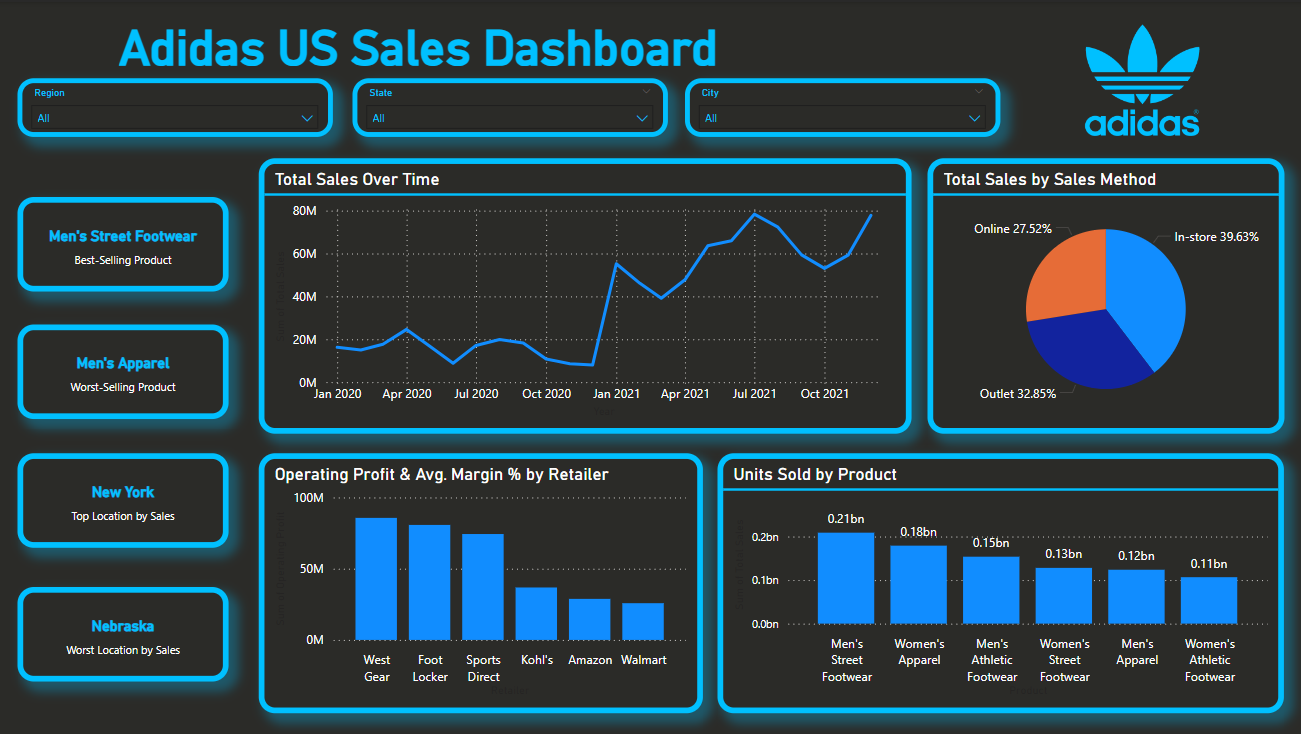 Adidas US Sales Dashboard
adidas
Region
All
State
All
City
All
Men's Street Footwear
Best-Selling Product
Men's Apparel
Worst-Selling Product
New York
Top Location by Sales
Nebraska
Worst Location by Sales
Total Sales Over Time
80M
60M
40M
20M
0M
Jan 2020 Apr 2020 Jul 2020 Oct 2020 Jan 2021 Apr 2021 Jul 2021 Oct 2021
Year
Total Sales by Sales Method
Online 27.52%
In-store 39.63%
Outlet 32.85%
Operating Profit & Avg. Margin % by Retailer
100M
50M
0M
West Gear
Foot Locker
Sports Direct
Kohl's
Amazon
Walmart
Retailer
Units Sold by Product
0.2bn
0.1bn
0.0bn
0.21bn
0.18bn
0.15bn
0.13bn
0.12bn
0.11bn
Men's
Street
Footwear
Women's
Apparel
Men's
Athletic
Footwear
Women's
Street
Footwear
Men's
Apparel
Women's
Athletic
Footwear
Product